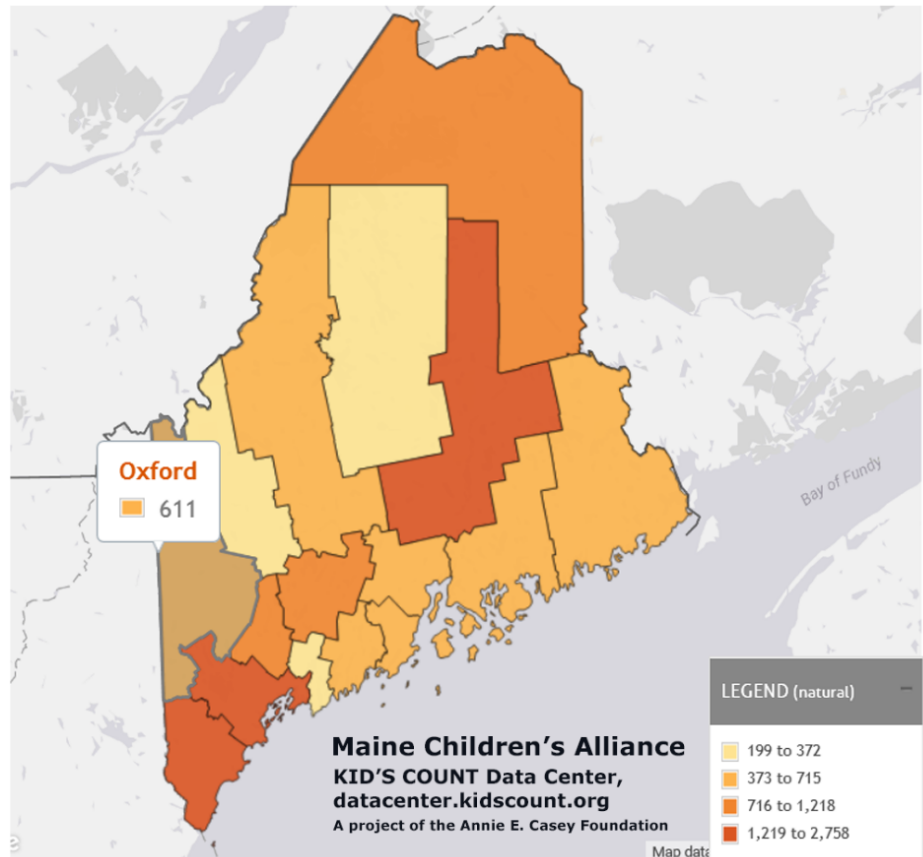 Oxford
611
Bay of Fundy
Maine Children's Alliance
KID'S COUNT Data Center,
datacenter.kidscount.org
A project of the Annie E. Casey Foundation
Map data
LEGEND (natural)
199 to 372
373 to 715
716 to 1,218
1,219 to 2,758